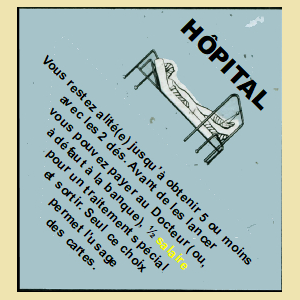 HÔPITAL
Vous restez alité(e) jusqu'à obtenir 5 ou moins
avec les 2 dés. Avant de les lancer
vous pouvez payer au Docteur (ou,
à défaut à la banque), ½ salaire
pour un traitement spécial
et sortir. Seul ce choix
permet l'usage
des cartes.